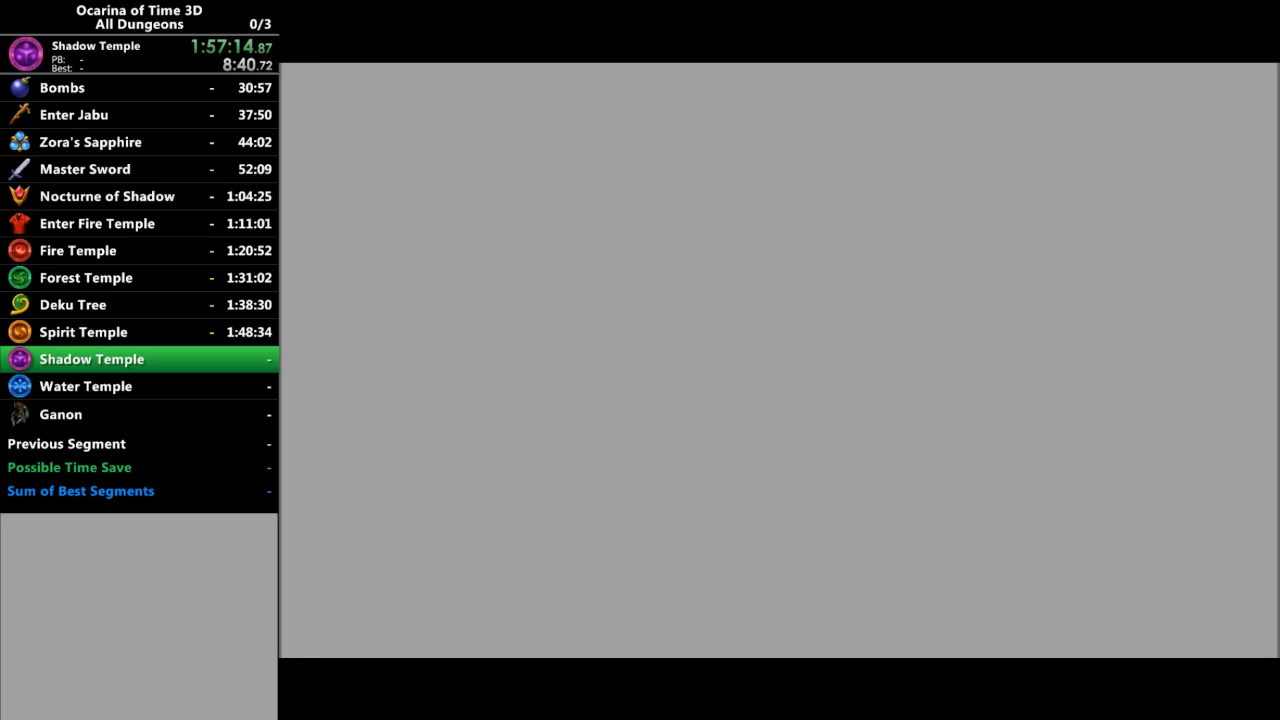 Ocarina of Time 3D
All Dungeons 0/3
Shadow Temple 1:57:14.87
PB: -
Best: - 8:40.72
Bombs - 30:57
Enter Jabu - 37:50
Zora's Sapphire - 44:02
Master Sword - 52:09
Nocturne of Shadow - 1:04:25
Enter Fire Temple - 1:11:01
Fire Temple - 1:20:52
Forest Temple - 1:31:02
Deku Tree - 1:38:30
Spirit Temple - 1:48:34
Shadow Temple -
Water Temple -
Ganon -
Previous Segment -
Possible Time Save -
Sum of Best Segments -